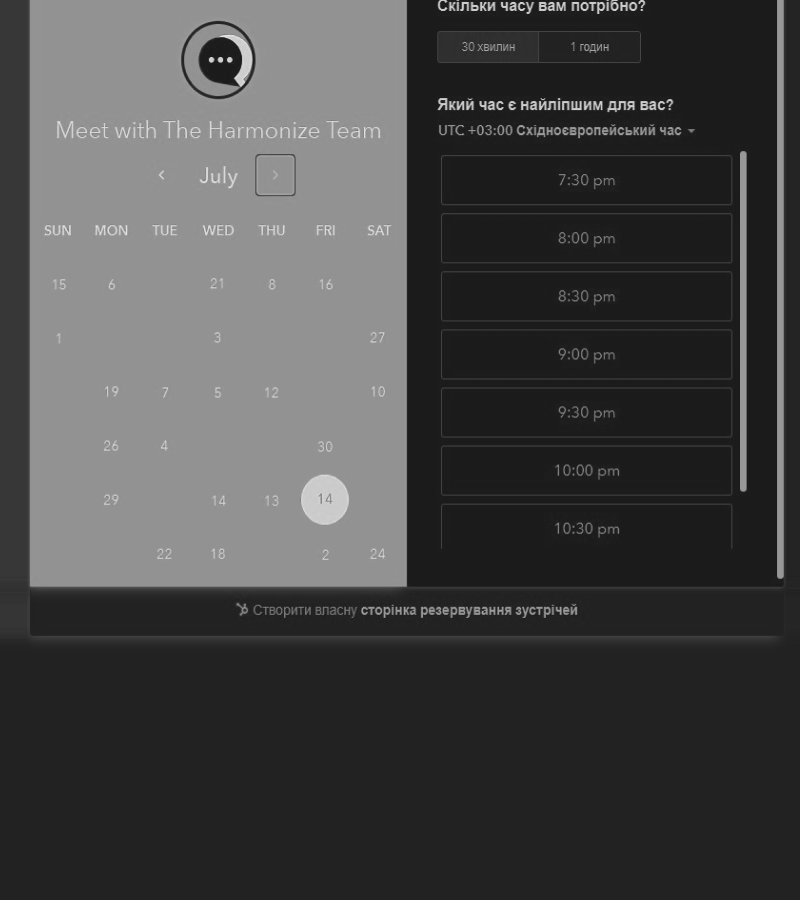 Скільки часу вам потрібно?
30 хвилин 1 годин
Meet with The Harmonize Team
July
SUN MON TUE WED THU FRI SAT
15 6 21 8 16
1 3 27
19 7 5 12 10
26 4 30
29 14 13 14
22 18 2 24
Який час є найліпшим для вас?
UTC +03:00 Східноєвропейський час
7:30 pm
8:00 pm
8:30 pm
9:00 pm
9:30 pm
10:00 pm
10:30 pm
Створити власну сторінка резервування зустрічей